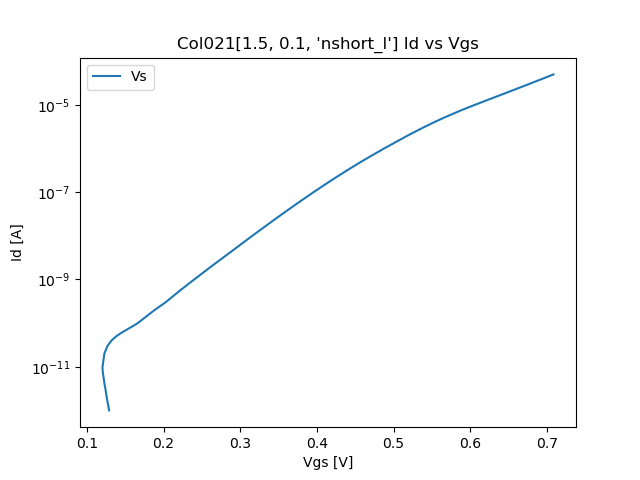 Col021[1.5, 0.1, 'nshort_l'] Id vs Vgs
Vs
10⁻⁵
10⁻⁷
10⁻⁹
10⁻¹¹
Id [A]
0.1 0.2 0.3 0.4 0.5 0.6 0.7
Vgs [V]